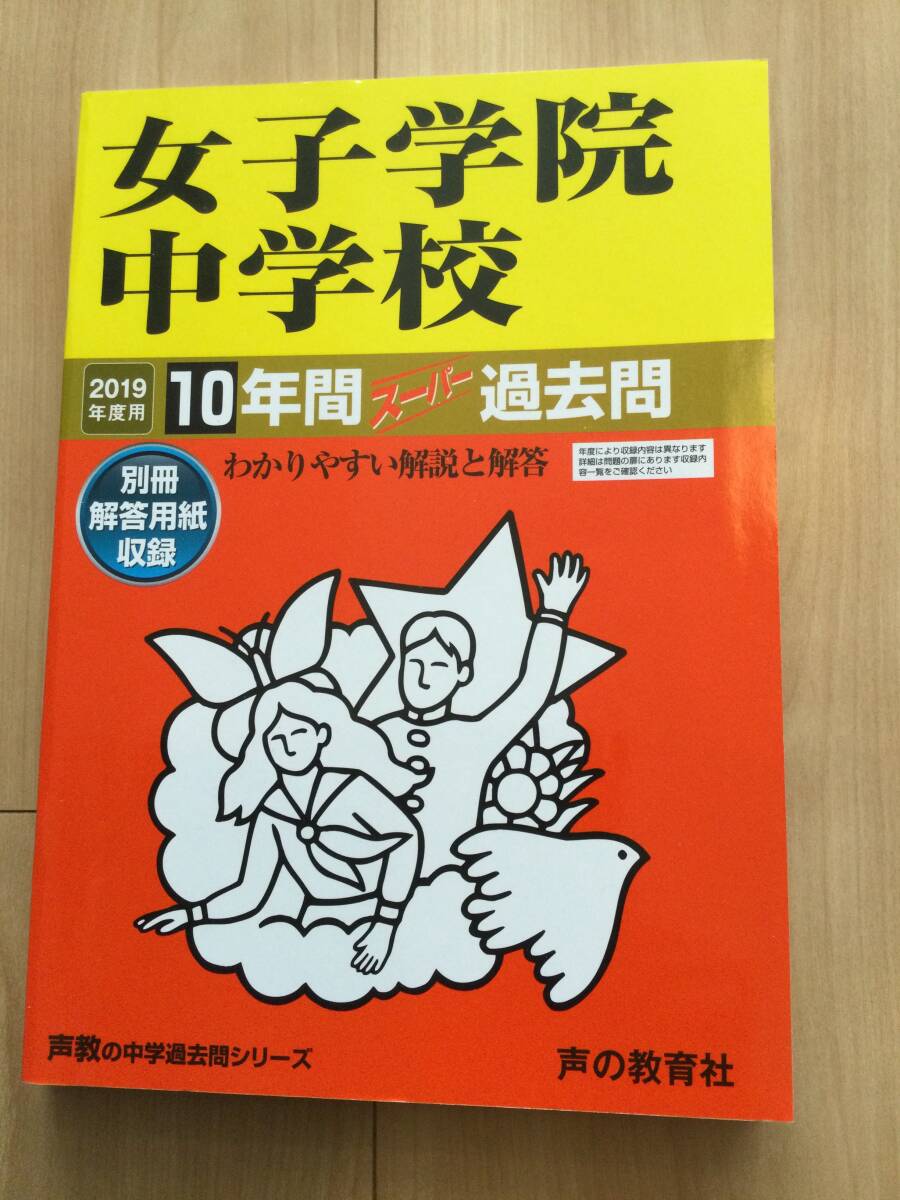 女子学院
中学校
2019
年度用
10年間スーパー過去問
別冊
解答用紙
収録
わかりやすい解説と解答
年度により収録内容は異なります
詳細は問題の扉にあります収録内
容一覧をご確認ください
声教の中学過去問シリーズ
声の教育社